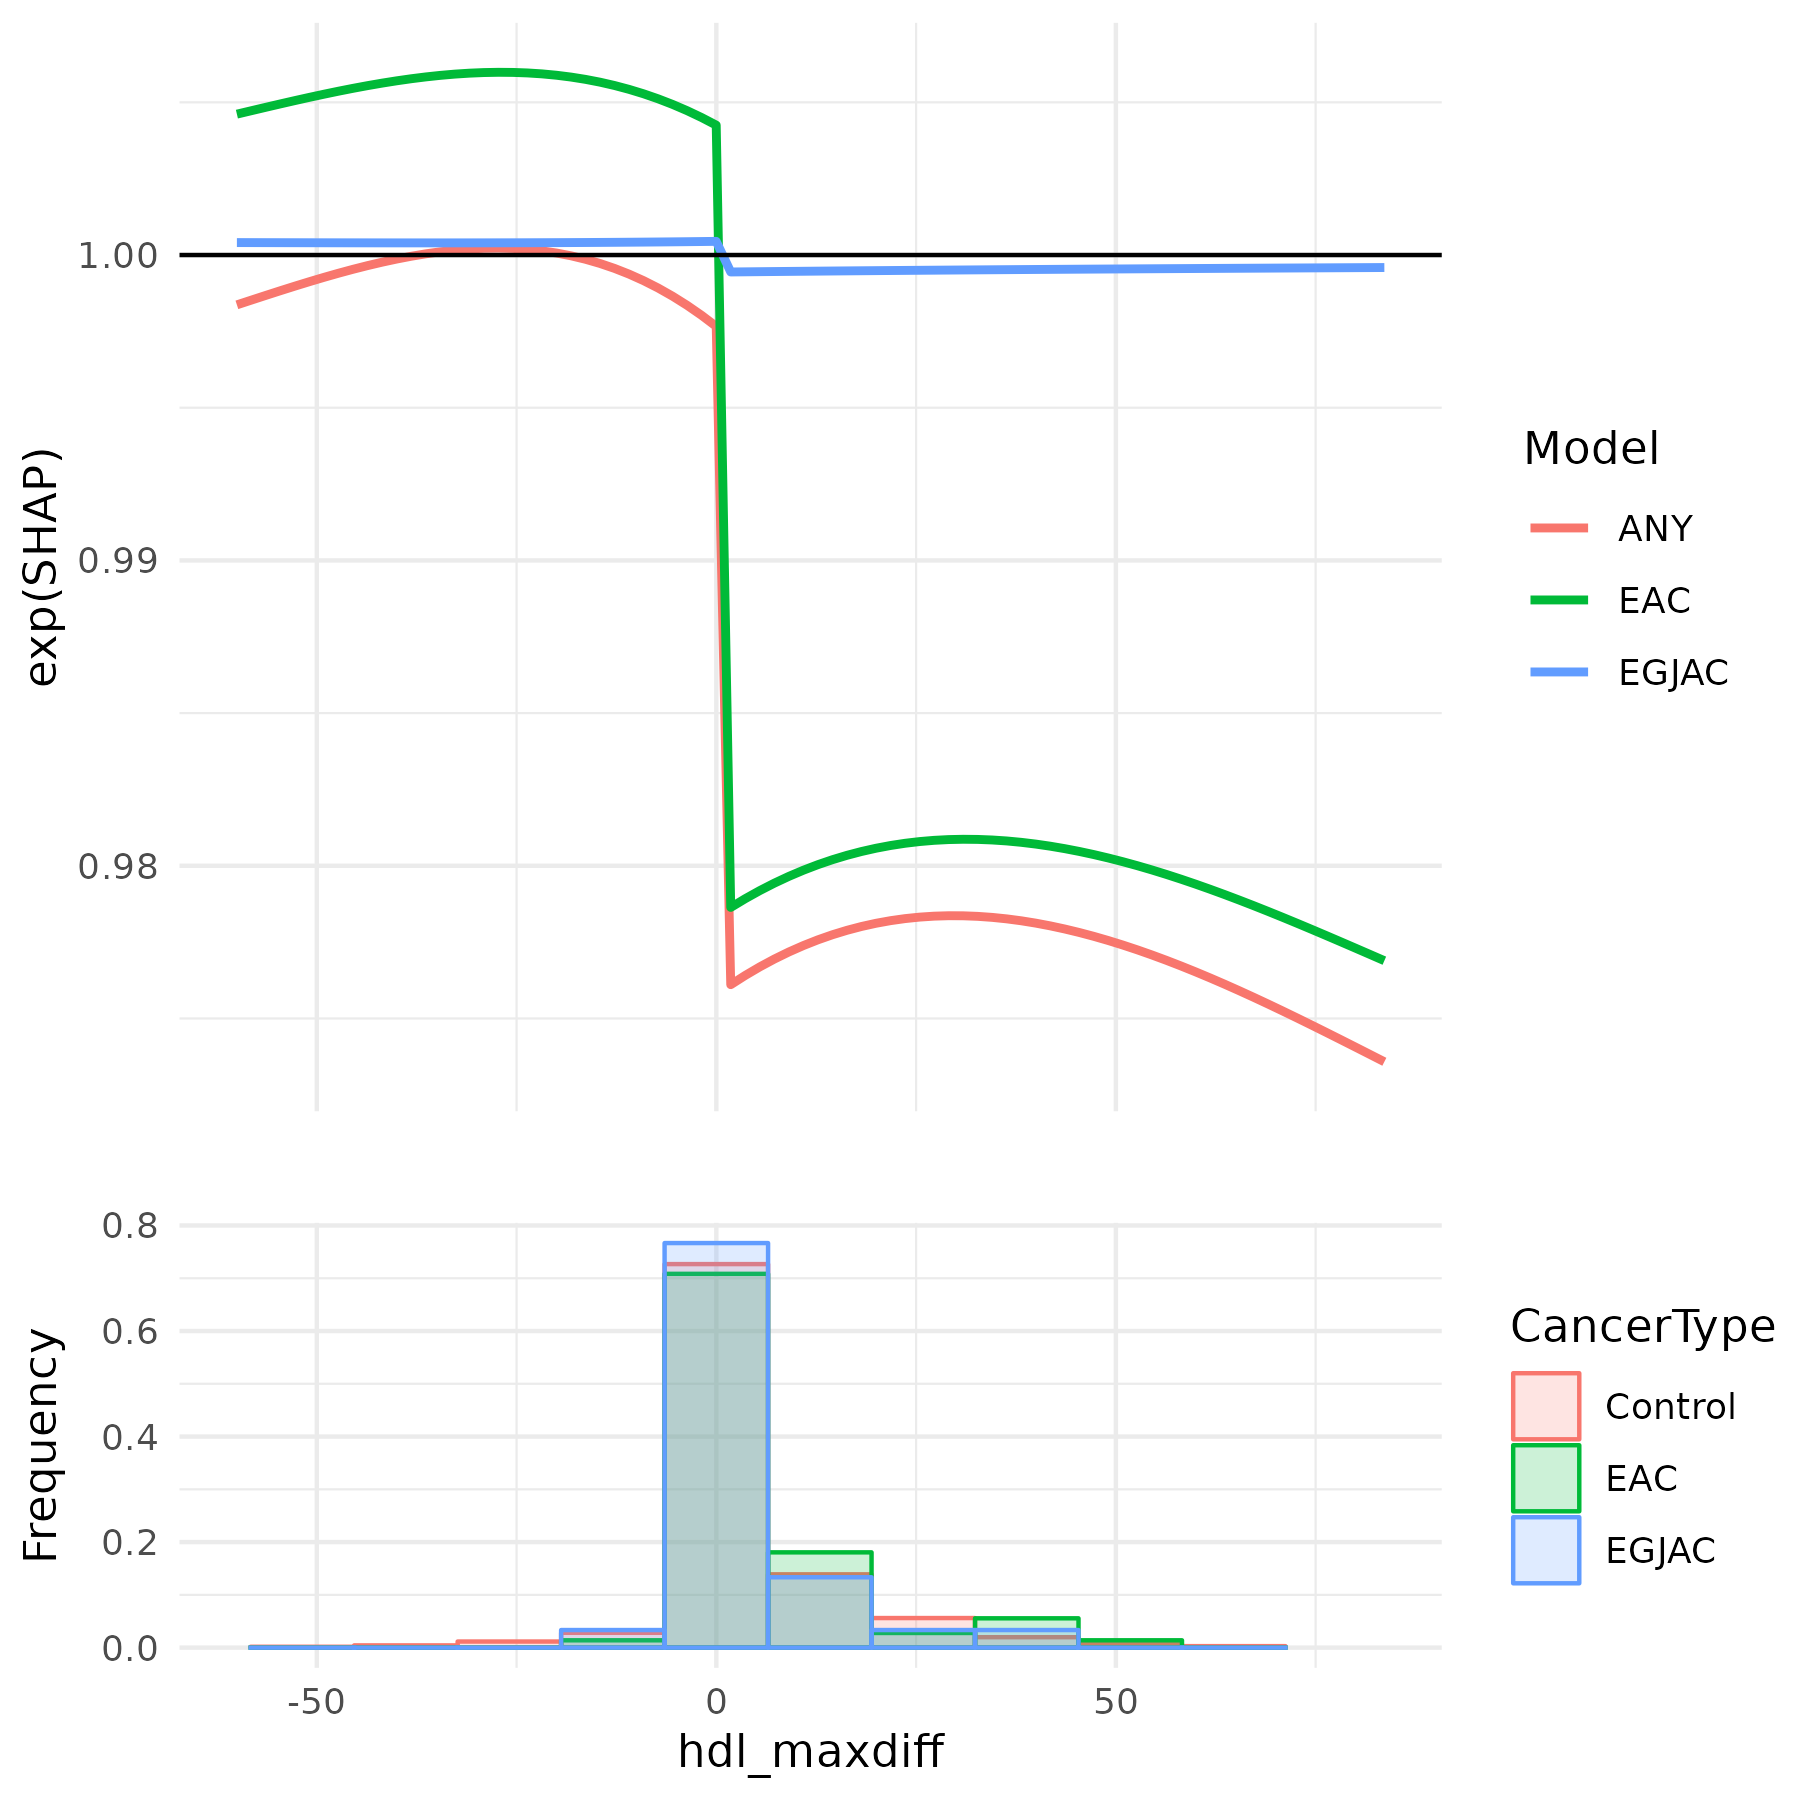 exp(SHAP)
1.00
0.99
0.98
Model
ANY
EAC
EGJAC
Frequency
0.8
0.6
0.4
0.2
0.0
-50 0 50
hdl_maxdiff
CancerType
Control
EAC
EGJAC